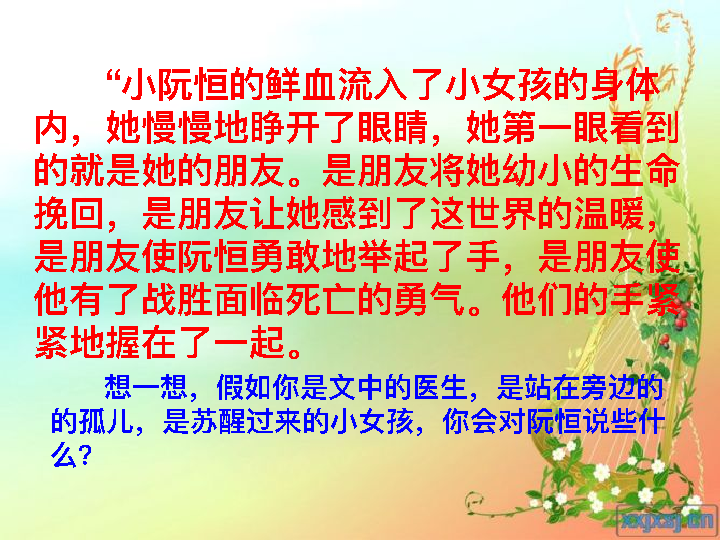 “小阮恒的鲜血流入了小女孩的身体
内，她慢慢地睁开了眼睛，她第一眼看到
的就是她的朋友。是朋友将她幼小的生命
挽回，是朋友让她感到了这世界的温暖，
是朋友使阮恒勇敢地举起了手，是朋友使
他有了战胜面临死亡的勇气。他们的手紧
紧地握在了一起。
想一想，假如你是文中的医生，是站在旁边的
的孤儿，是苏醒过来的小女孩，你会对阮恒说些什
么？